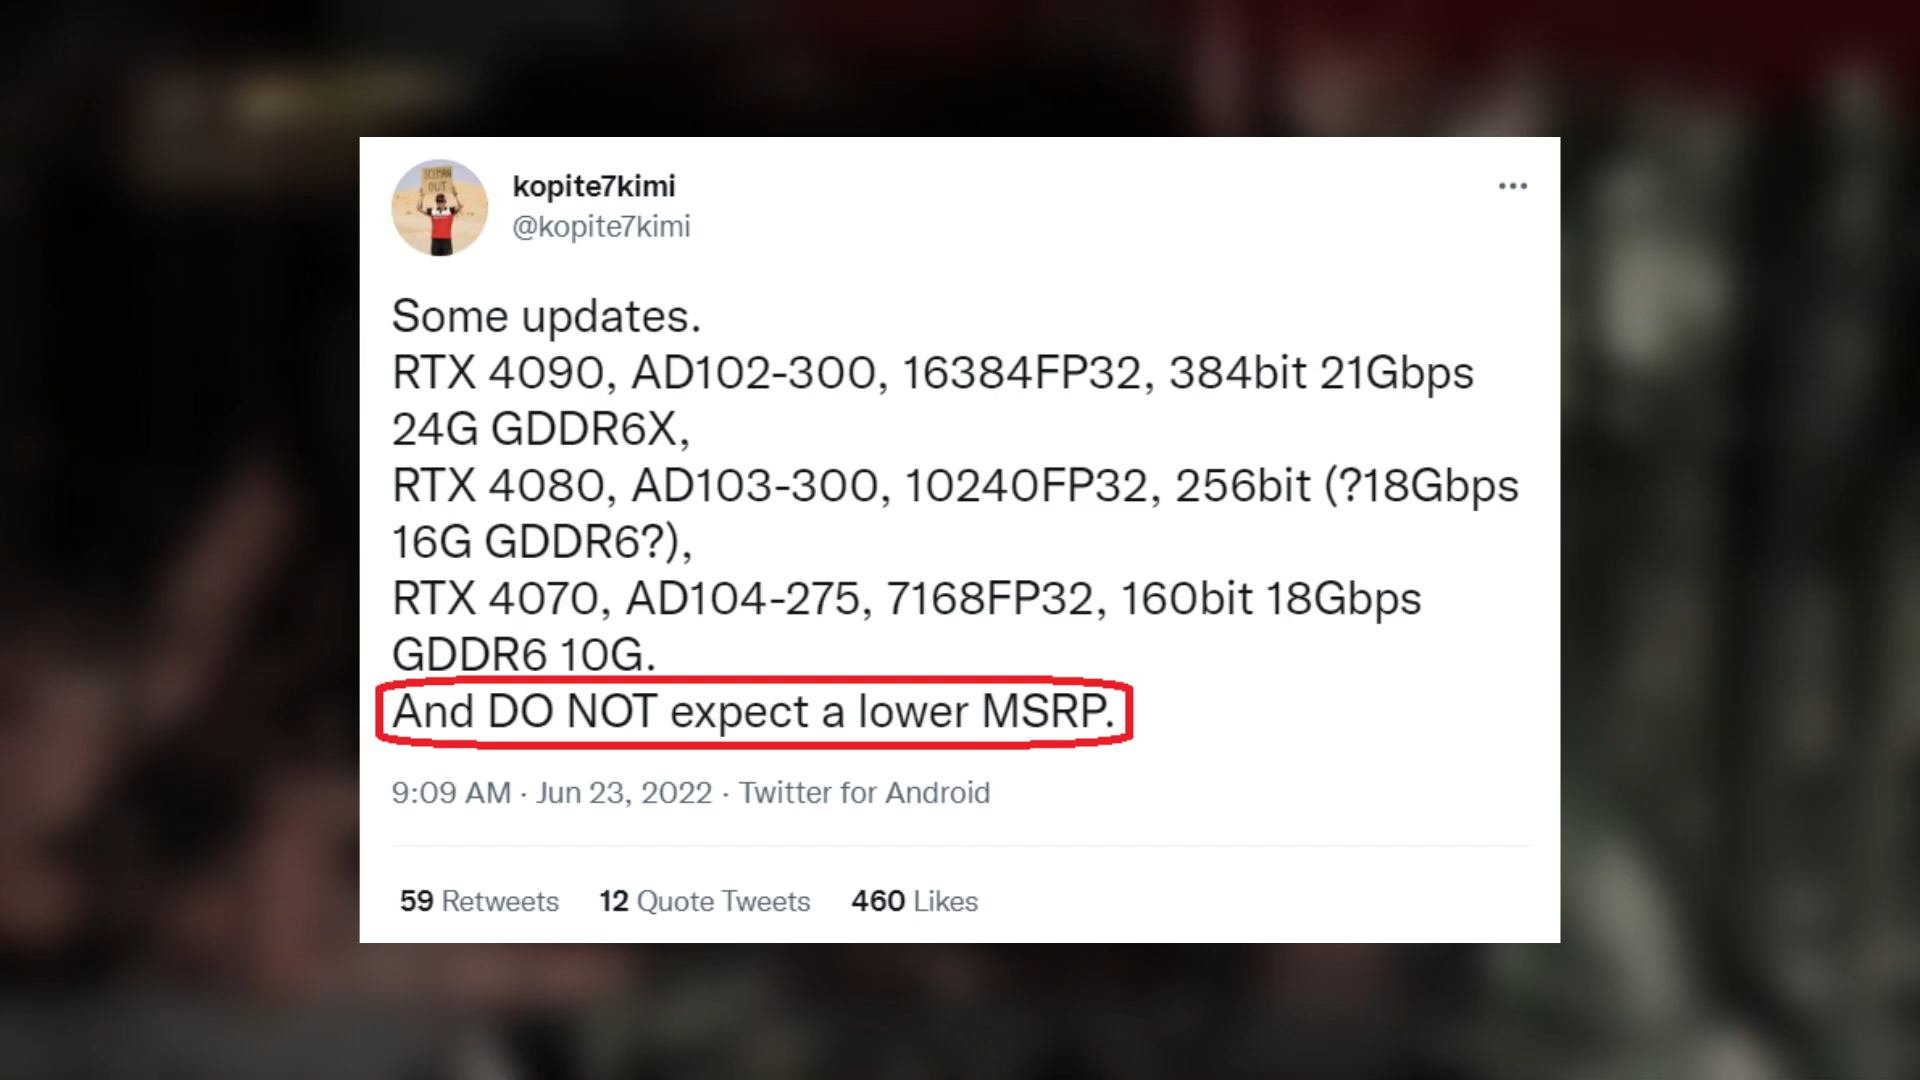 ICEMAN
OUT
kopite7kimi
@kopite7kimi
Some updates.
RTX 4090, AD102-300, 16384FP32, 384bit 21Gbps
24G GDDR6X,
RTX 4080, AD103-300, 10240FP32, 256bit (?18Gbps
16G GDDR6?),
RTX 4070, AD104-275, 7168FP32, 160bit 18Gbps
GDDR6 10G.
And DO NOT expect a lower MSRP.
9:09 AM · Jun 23, 2022 · Twitter for Android
59 Retweets 12 Quote Tweets 460 Likes